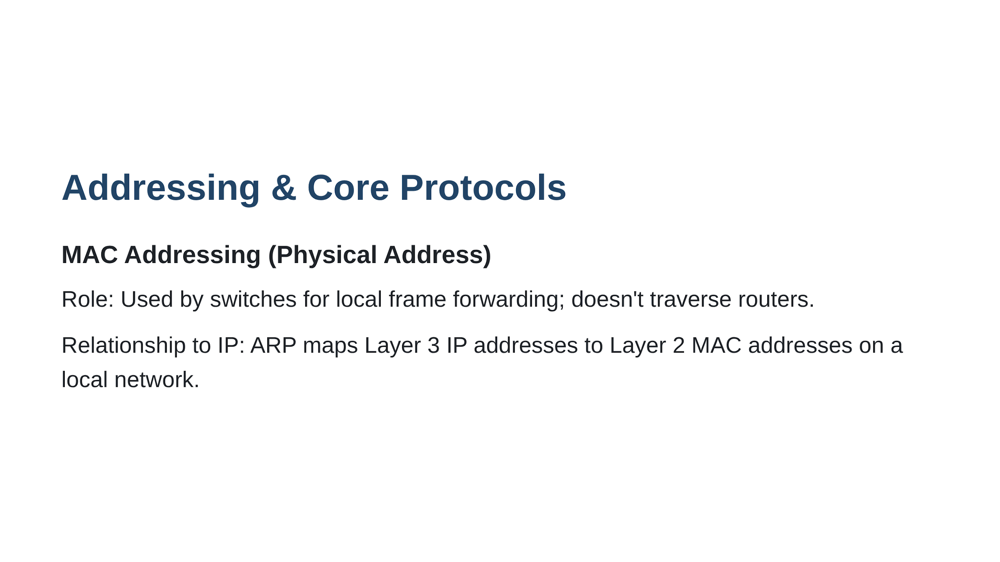 Addressing & Core Protocols
MAC Addressing (Physical Address)
Role: Used by switches for local frame forwarding; doesn't traverse routers.
Relationship to IP: ARP maps Layer 3 IP addresses to Layer 2 MAC addresses on a
local network.